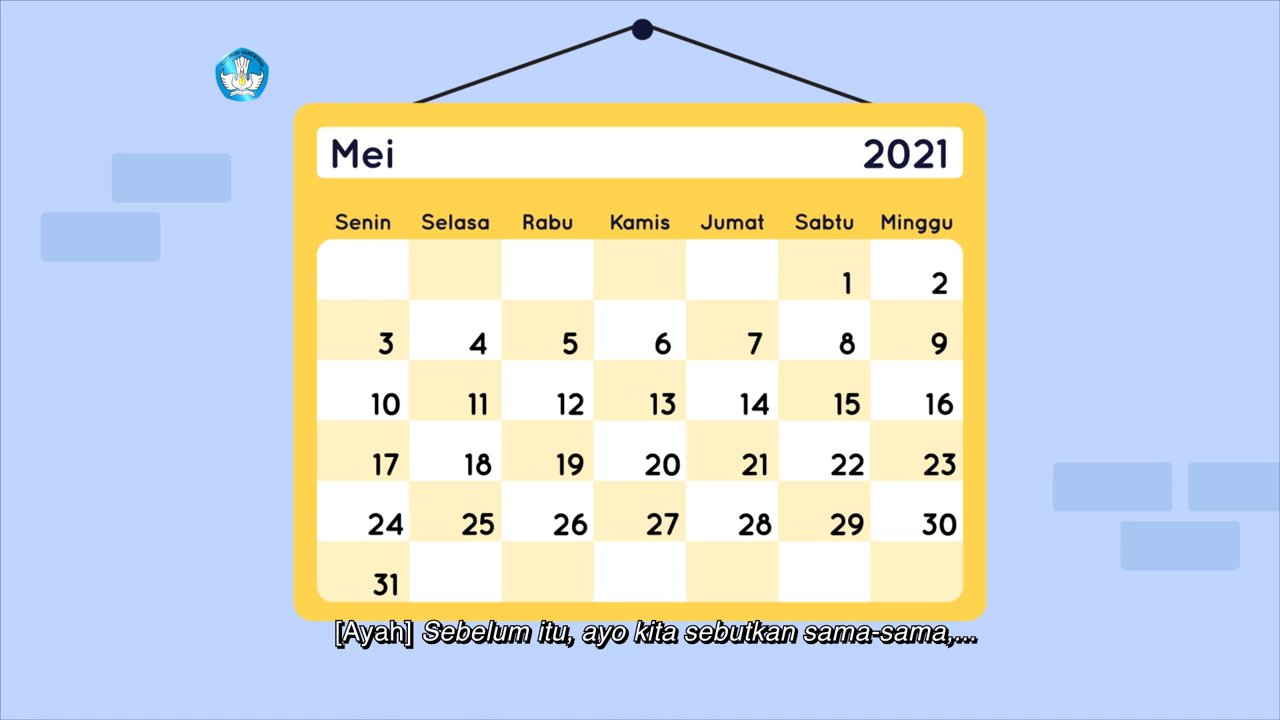 Mei 2021
Senin Selasa Rabu Kamis Jumat Sabtu Minggu
1 2
3 4 5 6 7 8 9
10 11 12 13 14 15 16
17 18 19 20 21 22 23
24 25 26 27 28 29 30
31
[Ayah] Sebelum itu, ayo kita sebutkan sama-sama,...